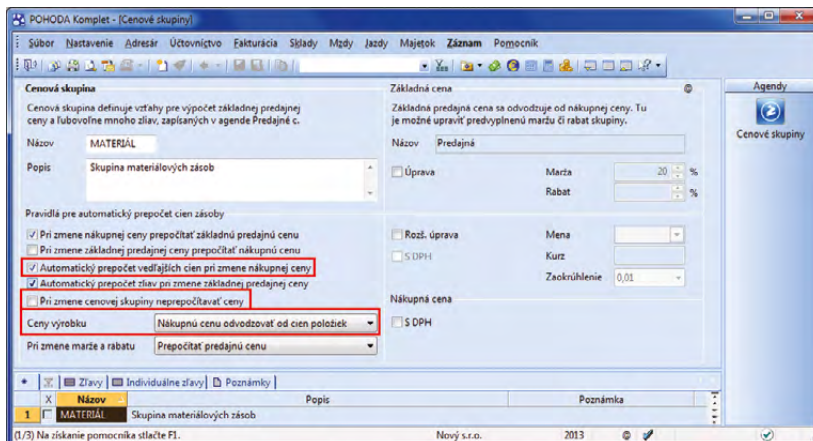 POHODA Komplet - [Cenové skupiny]
Súbor Nastavenie Adresár Účtovníctvo Fakturácia Sklady Mzdy Jazdy Majetok Záznam Pomocník
Cenová skupina
Cenová skupina definuje vzťahy pre výpočet základnej predajnej
ceny a ľubovoľne mnoho zliav, zapísaných v agende Predajné c.
Názov MATERIÁL
Popis Skupina materiálových zásob
Pravidlá pre automatický prepočet cien zásoby
Pri zmene nákupnej ceny prepočítať základnú predajnú cenu
Pri zmene základnej predajnej ceny prepočítať nákupnú cenu
Automatický prepočet vedľajších cien pri zmene nákupnej ceny
Automatický prepočet zliav pri zmene základnej predajnej ceny
Pri zmene cenovej skupiny neprepočítavať ceny
Ceny výrobku Nákupnú cenu odvodzovať od cien položiek
Pri zmene marže a rabatu Prepočítať predajnú cenu
Základná cena
Základná predajná cena sa odvodzuje od nákupnej ceny. Tu
je možné upraviť predvyplnenú maržu či rabat skupiny.
Názov Predajná
Úprava Marža 20 %
Rabat %
Rozš. úprava Mena
S DPH Kurz
Zaokrúhlenie 0,01
Nákupná cena
S DPH
Agendy
Cenové skupiny
Zľavy Individuálne zľavy Poznámky
X Názov Popis Poznámka
1 MATERIÁL Skupina materiálových zásob
(1/3) Na získanie pomocníka stlačte F1. Nový s.r.o. 2013